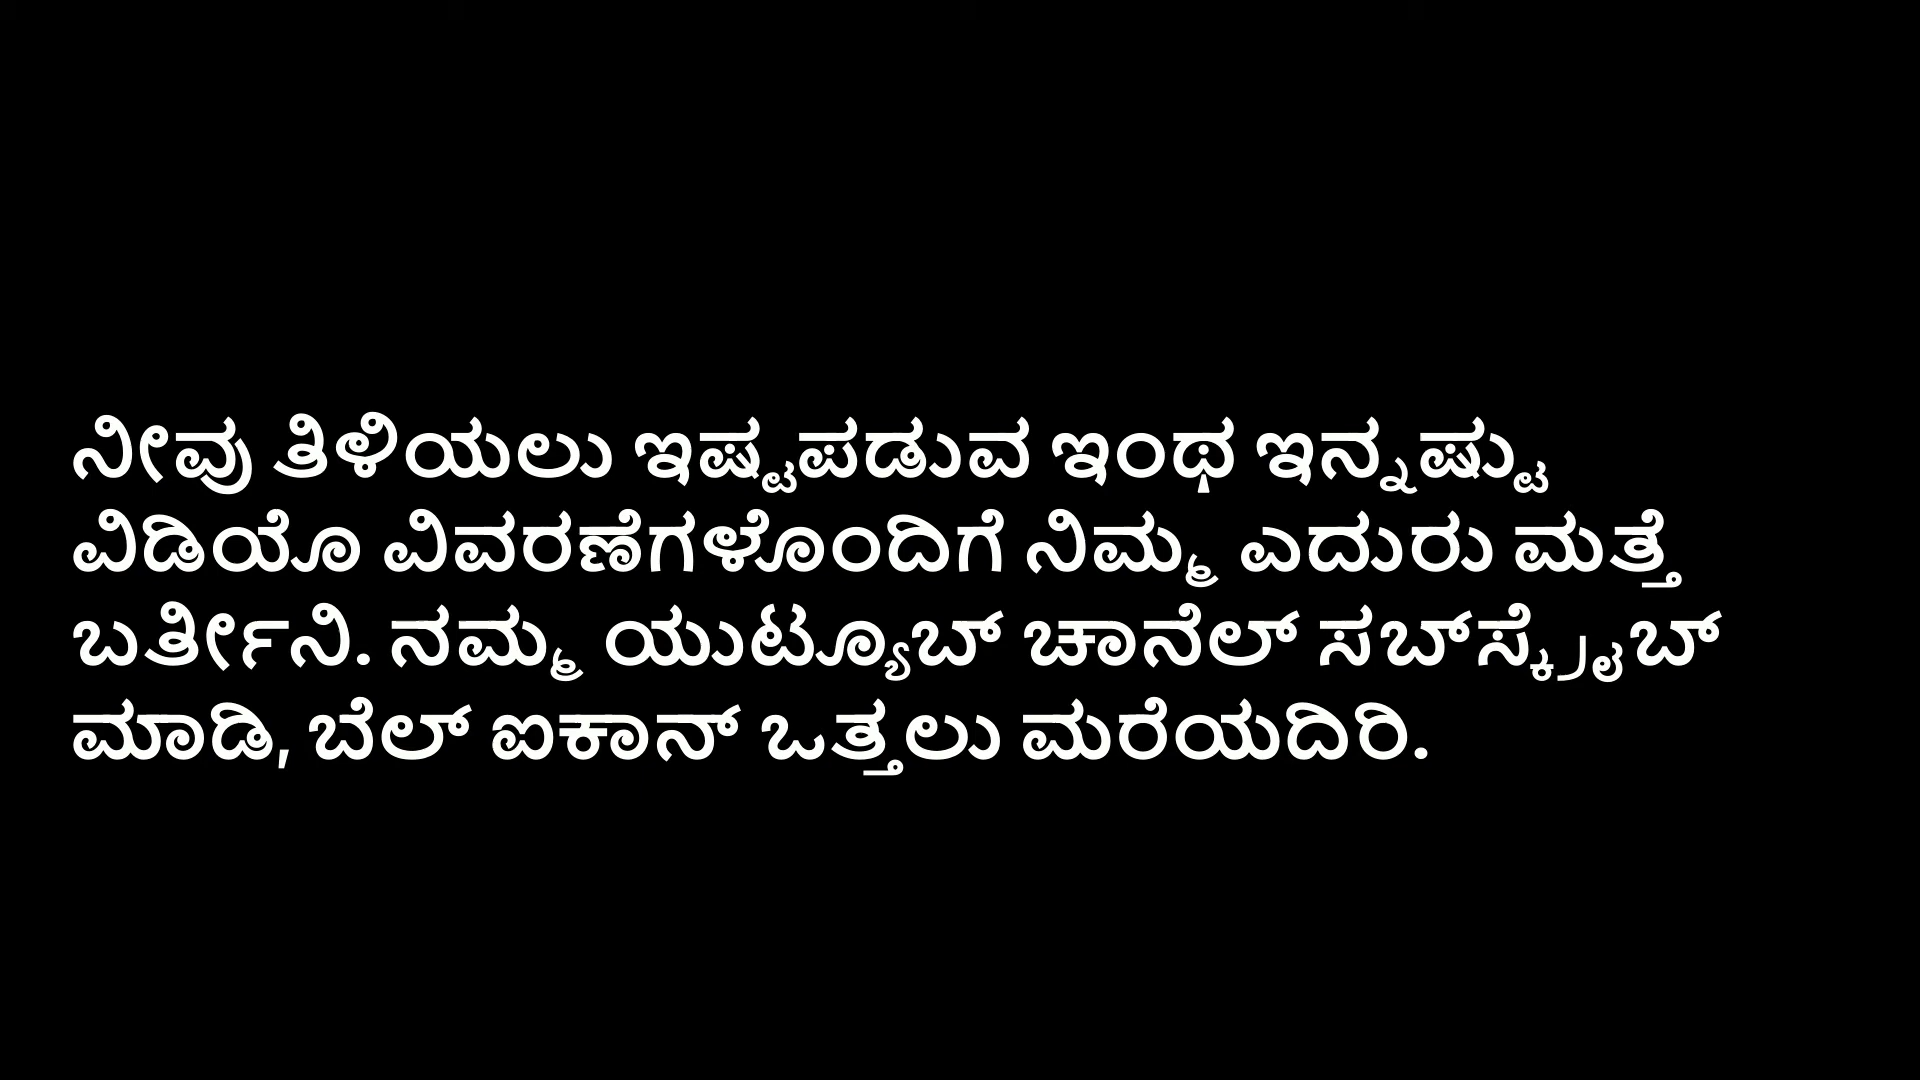 ನೀವು ತಿಳಿಯಲು ಇಷ್ಟಪಡುವ ಇಂಥ ಇನ್ನಷ್ಟು
ವಿಡಿಯೊ ವಿವರಣೆಗಳೊಂದಿಗೆ ನಿಮ್ಮ ಎದುರು ಮತ್ತೆ
ಬರ್ತೀನಿ. ನಮ್ಮ ಯುಟ್ಯೂಬ್ ಚಾನೆಲ್ ಸಬ್‌ಸ್ಕ್ರೈಬ್
ಮಾಡಿ, ಬೆಲ್ ಐಕಾನ್ ಒತ್ತಲು ಮರೆಯದಿರಿ.